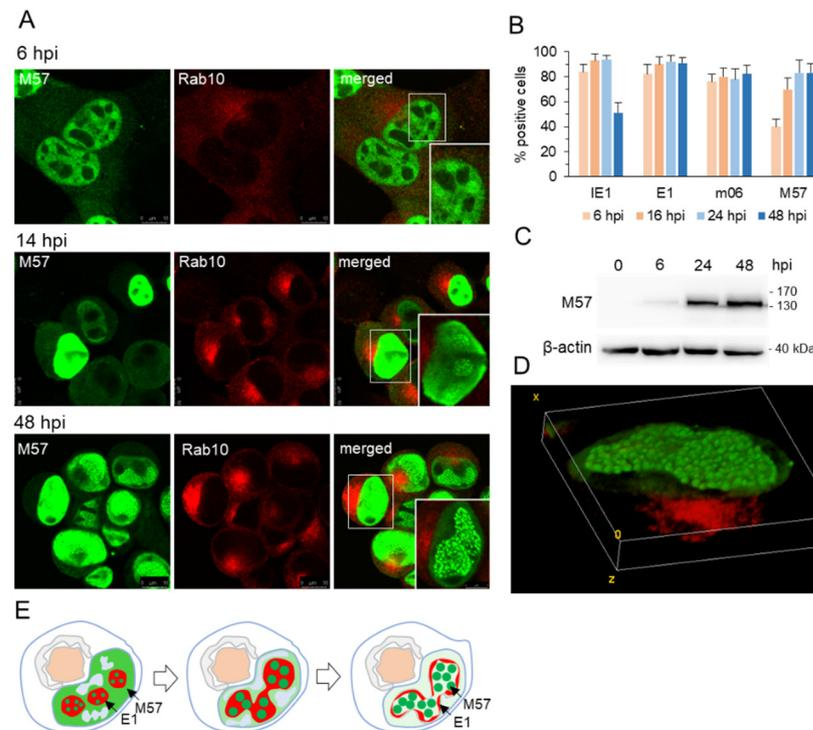 A
6 hpi
M57 Rab10 merged
14 hpi
M57 Rab10 merged
48 hpi
M57 Rab10 merged
B
% positive cells
100
80
60
40
20
0
IE1 E1 m06 M57
6 hpi 16 hpi 24 hpi 48 hpi
C
0 6 24 48 hpi
M57
- 170
- 130
β-actin
- 40 kDa
D
x
0
z
E
M57
E1
M57
E1